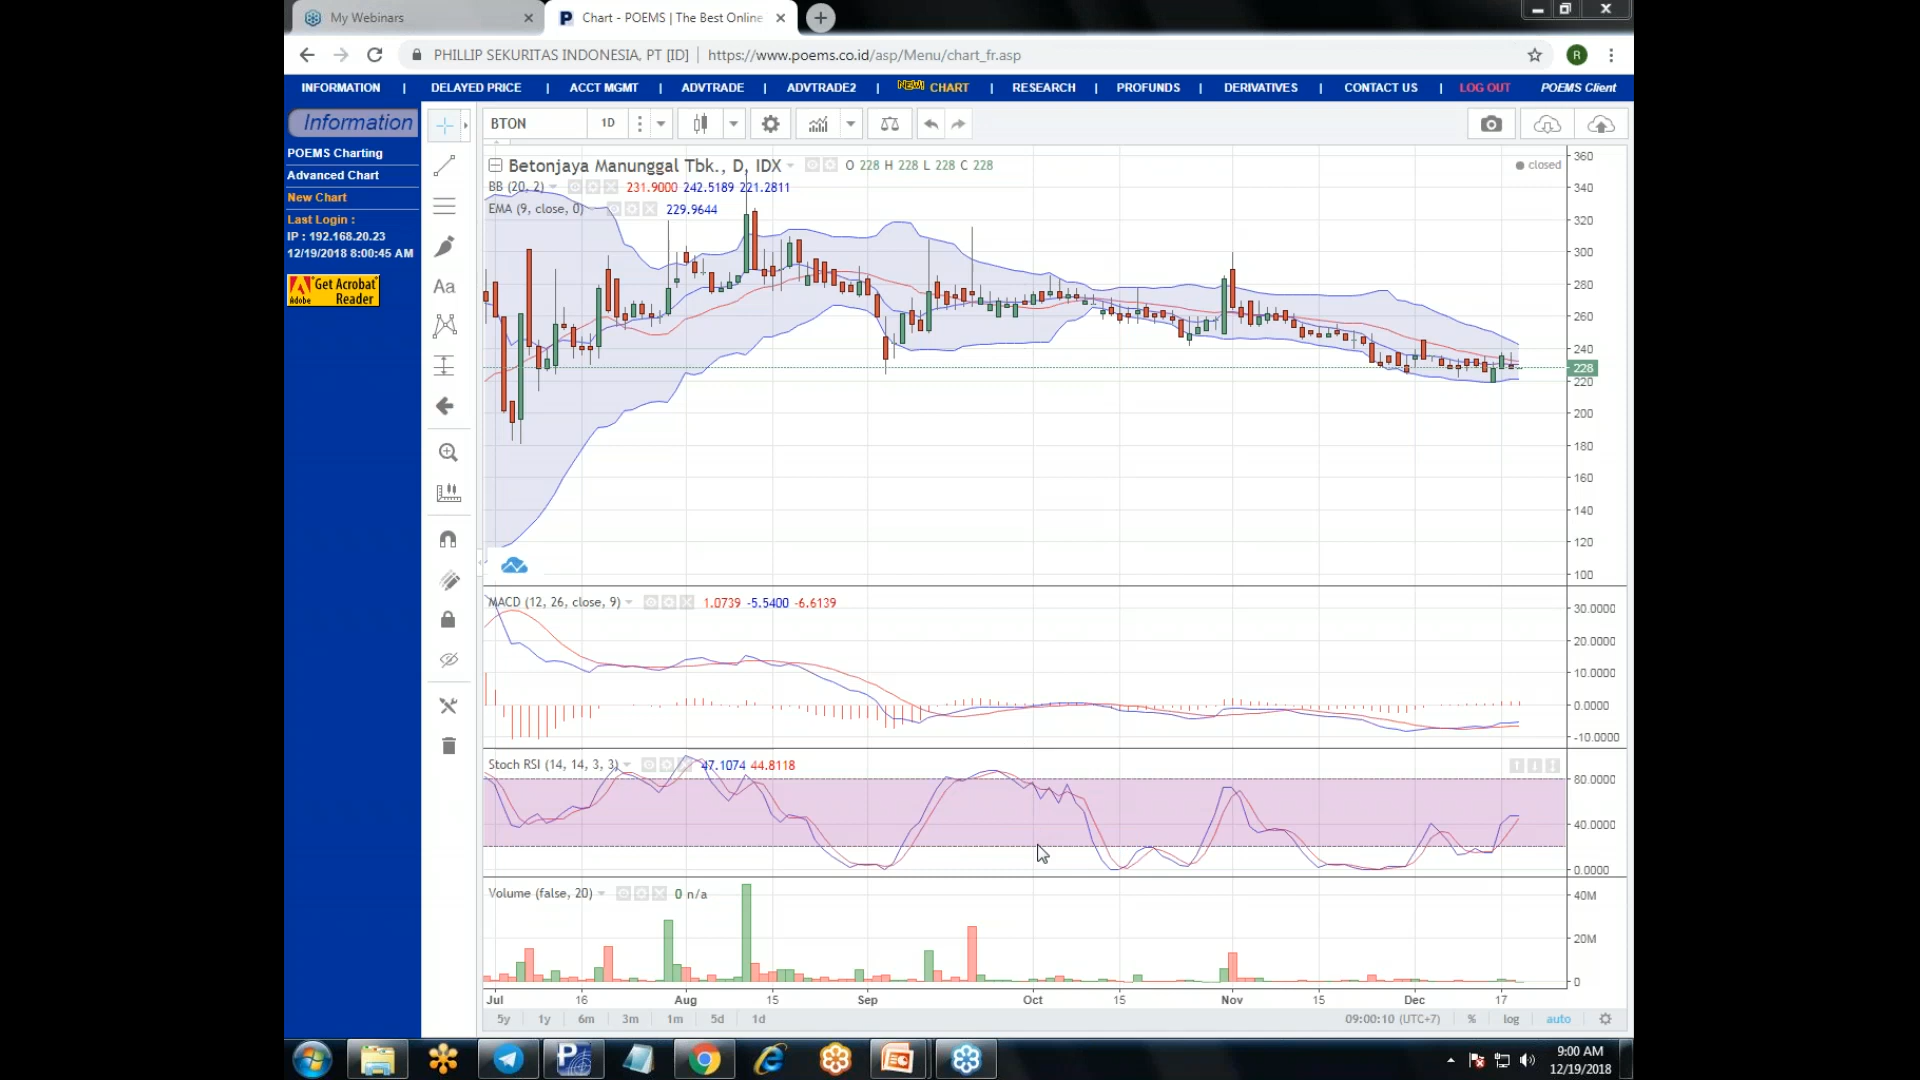 My Webinars
Chart - POEMS | The Best Online
PHILLIP SEKURITAS INDONESIA, PT [ID] | https://www.poems.co.id/asp/Menu/chart_fr.asp
R
INFORMATION | DELAYED PRICE | ACCT MGMT | ADVTRADE | ADVTRADE2 | NEW! CHART | RESEARCH | PROFUNDS | DERIVATIVES | CONTACT US | LOG OUT POEMS Client
Information
POEMS Charting
Advanced Chart
New Chart
Last Login :
IP : 192.168.20.23
12/19/2018 8:00:45 AM
Get Acrobat
Adobe Reader
BTON 1D
Aa
Betonjaya Manunggal Tbk., D, IDX O 228 H 228 L 228 C 228
closed
BB (20, 2) 231.9000 242.5189 221.2811
EMA (9, close, 0) 229.9644
360
340
320
300
280
260
240
228
220
200
180
160
140
120
100
MACD (12, 26, close, 9) 1.0739 -5.5400 -6.6139
30.0000
20.0000
10.0000
0.0000
-10.0000
Stoch RSI (14, 14, 3, 3) 47.1074 44.8118
80.0000
40.0000
0.0000
Volume (false, 20) 0 n/a
40M
20M
0
Jul 16 Aug 15 Sep Oct 15 Nov 15 Dec 17
5y 1y 6m 3m 1m 5d 1d
09:00:10 (UTC+7) % log auto
9:00 AM
12/19/2018